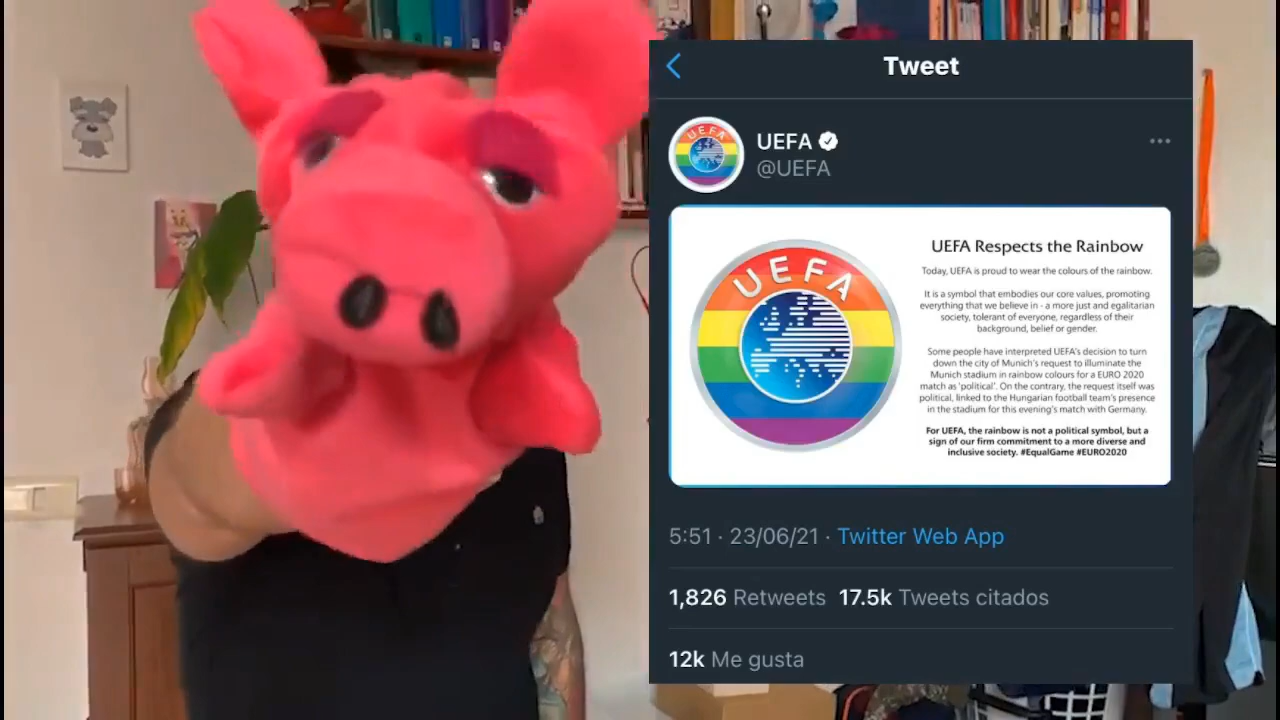 Tweet
UEFA
@UEFA
UEFA
UEFA
UEFA Respects the Rainbow
Today, UEFA is proud to wear the colours of the rainbow.
It is a symbol that embodies our core values, promoting
everything that we believe in - a more just and egalitarian
society, tolerant of everyone, regardless of their
background, belief or gender.
Some people have interpreted UEFA's decision to turn
down the city of Munich's request to illuminate the
Munich stadium in rainbow colours for a EURO 2020
match as 'political'. On the contrary, the request itself was
political, linked to the Hungarian football team's presence
in the stadium for this evening's match with Germany.
For UEFA, the rainbow is not a political symbol, but a
sign of our firm commitment to a more diverse and
inclusive society. #EqualGame #EURO2020
5:51 · 23/06/21 · Twitter Web App
1,826 Retweets 17.5k Tweets citados
12k Me gusta